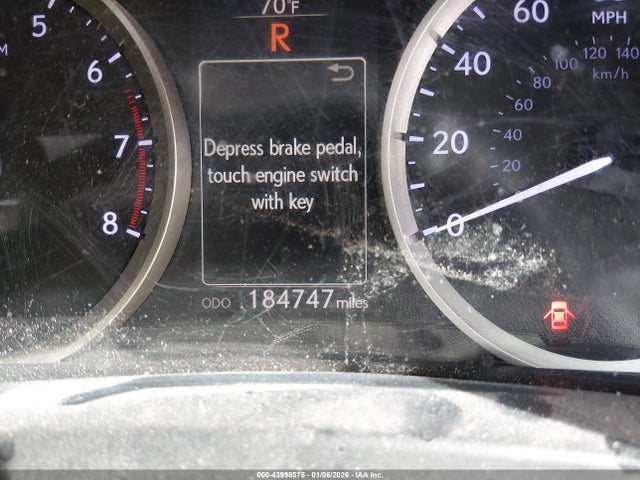 70°F
R
5
6
7
8
Depress brake pedal,
touch engine switch
with key
ODO 184747 miles
60
MPH
40
120 140
100
km/h
80
60
20
40
20
0
000-43998575 - 01/06/2026 - IAA Inc.